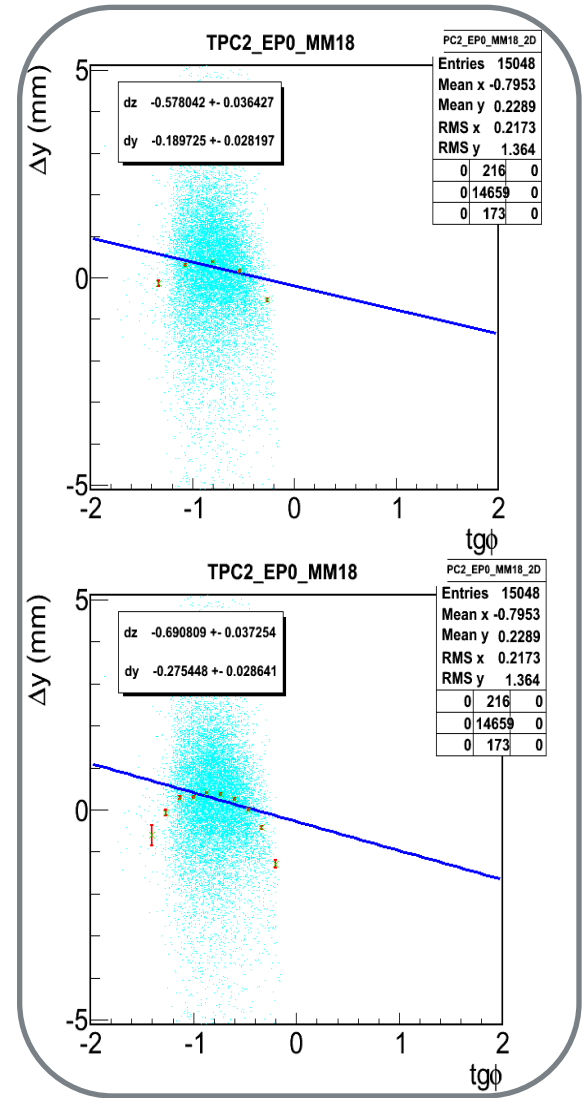 TPC2_EP0_MM18
PC2_EP0_MM18_2D
Entries 15048
Mean x -0.7953
Mean y 0.2289
RMS x 0.2173
RMS y 1.364
0 216 0
0 14659 0
0 173 0
dz -0.578042 +- 0.036427
dy -0.189725 +- 0.028197
Δy (mm)
5
0
-5
-2 -1 0 1 2
tgϕ
TPC2_EP0_MM18
PC2_EP0_MM18_2D
Entries 15048
Mean x -0.7953
Mean y 0.2289
RMS x 0.2173
RMS y 1.364
0 216 0
0 14659 0
0 173 0
dz -0.690809 +- 0.037254
dy -0.275448 +- 0.028641
Δy (mm)
5
0
-5
-2 -1 0 1 2
tgϕ